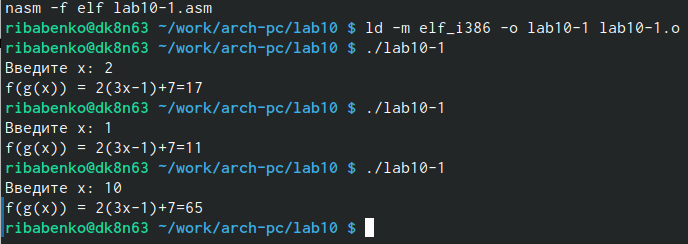 nasm -f elf lab10-1.asm
ribabenko@dk8n63 ~/work/arch-pc/lab10 $ ld -m elf_i386 -o lab10-1 lab10-1.o
ribabenko@dk8n63 ~/work/arch-pc/lab10 $ ./lab10-1
Введите x: 2
f(g(x)) = 2(3x-1)+7=17
ribabenko@dk8n63 ~/work/arch-pc/lab10 $ ./lab10-1
Введите x: 1
f(g(x)) = 2(3x-1)+7=11
ribabenko@dk8n63 ~/work/arch-pc/lab10 $ ./lab10-1
Введите x: 10
f(g(x)) = 2(3x-1)+7=65
ribabenko@dk8n63 ~/work/arch-pc/lab10 $